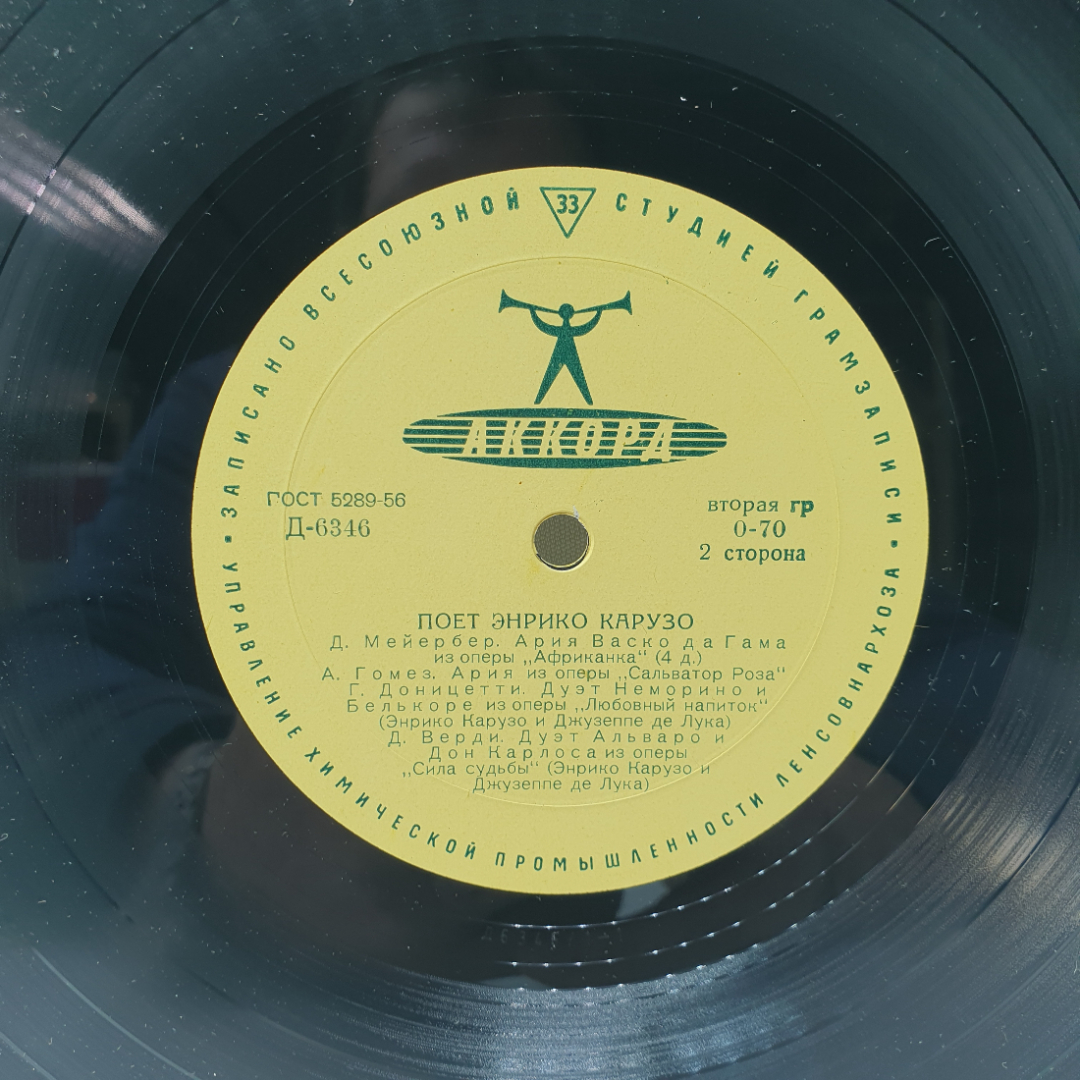 ЗАПИСАНО ВСЕСОЮЗНОЙ 33 СТУДИЕЙ ГРАМЗАПИСИ
АККОРД
ГОСТ 5289-56
Д-6346
вторая гр
0-70
2 сторона
ПОЕТ ЭНРИКО КАРУЗО
Д. Мейербер. Ария Васко да Гама
из оперы „Африканка" (4 д.)
А. Гомез. Ария из оперы „Сальватор Роза"
Г. Доницетти. Дуэт Неморино и
Белькоре из оперы „Любовный напиток"
(Энрико Карузо и Джузеппе де Лука)
Д. Верди. Дуэт Альваро и
Дон Карлоса из оперы
„Сила судьбы" (Энрико Карузо и
Джузеппе де Лука)
УПРАВЛЕНИЕ ХИМИЧЕСКОЙ ПРОМЫШЛЕННОСТИ ЛЕНСОВНАРХОЗА